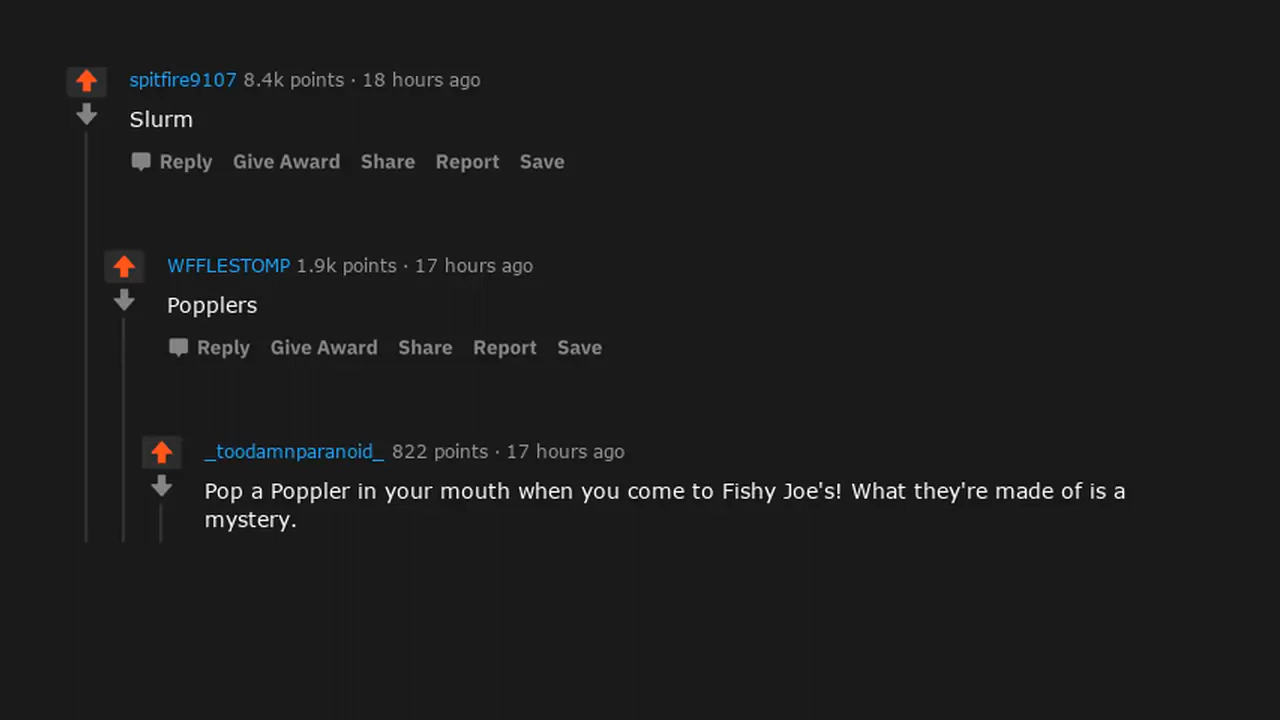 spitfire9107 8.4k points · 18 hours ago
Slurm
Reply Give Award Share Report Save
WFFLESTOMP 1.9k points · 17 hours ago
Popplers
Reply Give Award Share Report Save
_toodamnparanoid_ 822 points · 17 hours ago
Pop a Poppler in your mouth when you come to Fishy Joe's! What they're made of is a
mystery.